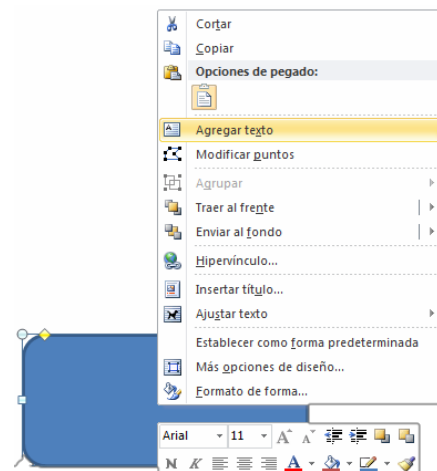 Cortar
Copiar
Opciones de pegado:
Agregar texto
Modificar puntos
Agrupar
Traer al frente
Enviar al fondo
Hipervínculo...
Insertar título...
Ajustar texto
Establecer como forma predeterminada
Más opciones de diseño...
Formato de forma...
Arial 11 A A
N K A